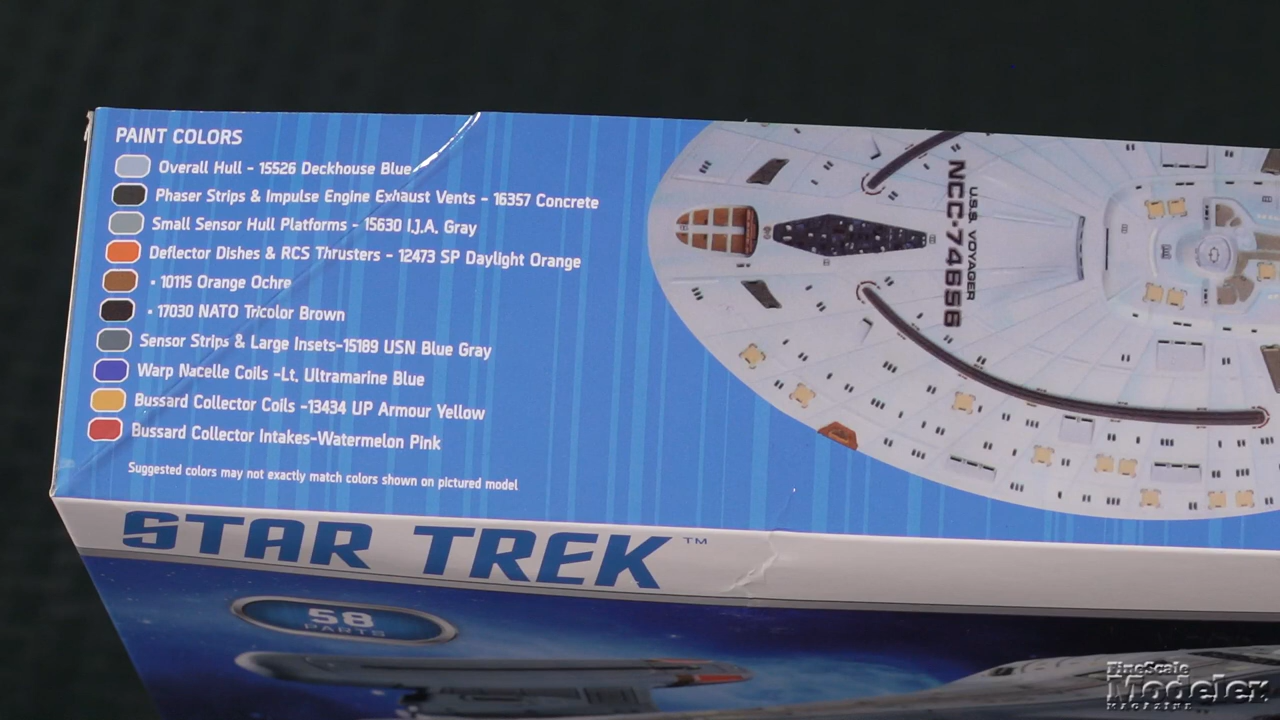 PAINT COLORS
Overall Hull - 15526 Deckhouse Blue
Phaser Strips & Impulse Engine Exhaust Vents - 16357 Concrete
Small Sensor Hull Platforms - 15630 I.J.A. Gray
Deflector Dishes & RCS Thrusters - 12473 SP Daylight Orange
• 10115 Orange Ochre
• 17030 NATO Tricolor Brown
Sensor Strips & Large Insets-15189 USN Blue Gray
Warp Nacelle Coils -Lt. Ultramarine Blue
Bussard Collector Coils -13434 UP Armour Yellow
Bussard Collector Intakes-Watermelon Pink
Suggested colors may not exactly match colors shown on pictured model
U.S.S. VOYAGER
NCC-74656
STAR TREK™
58
PARTS
FineScale
Modeler
MAGAZINE